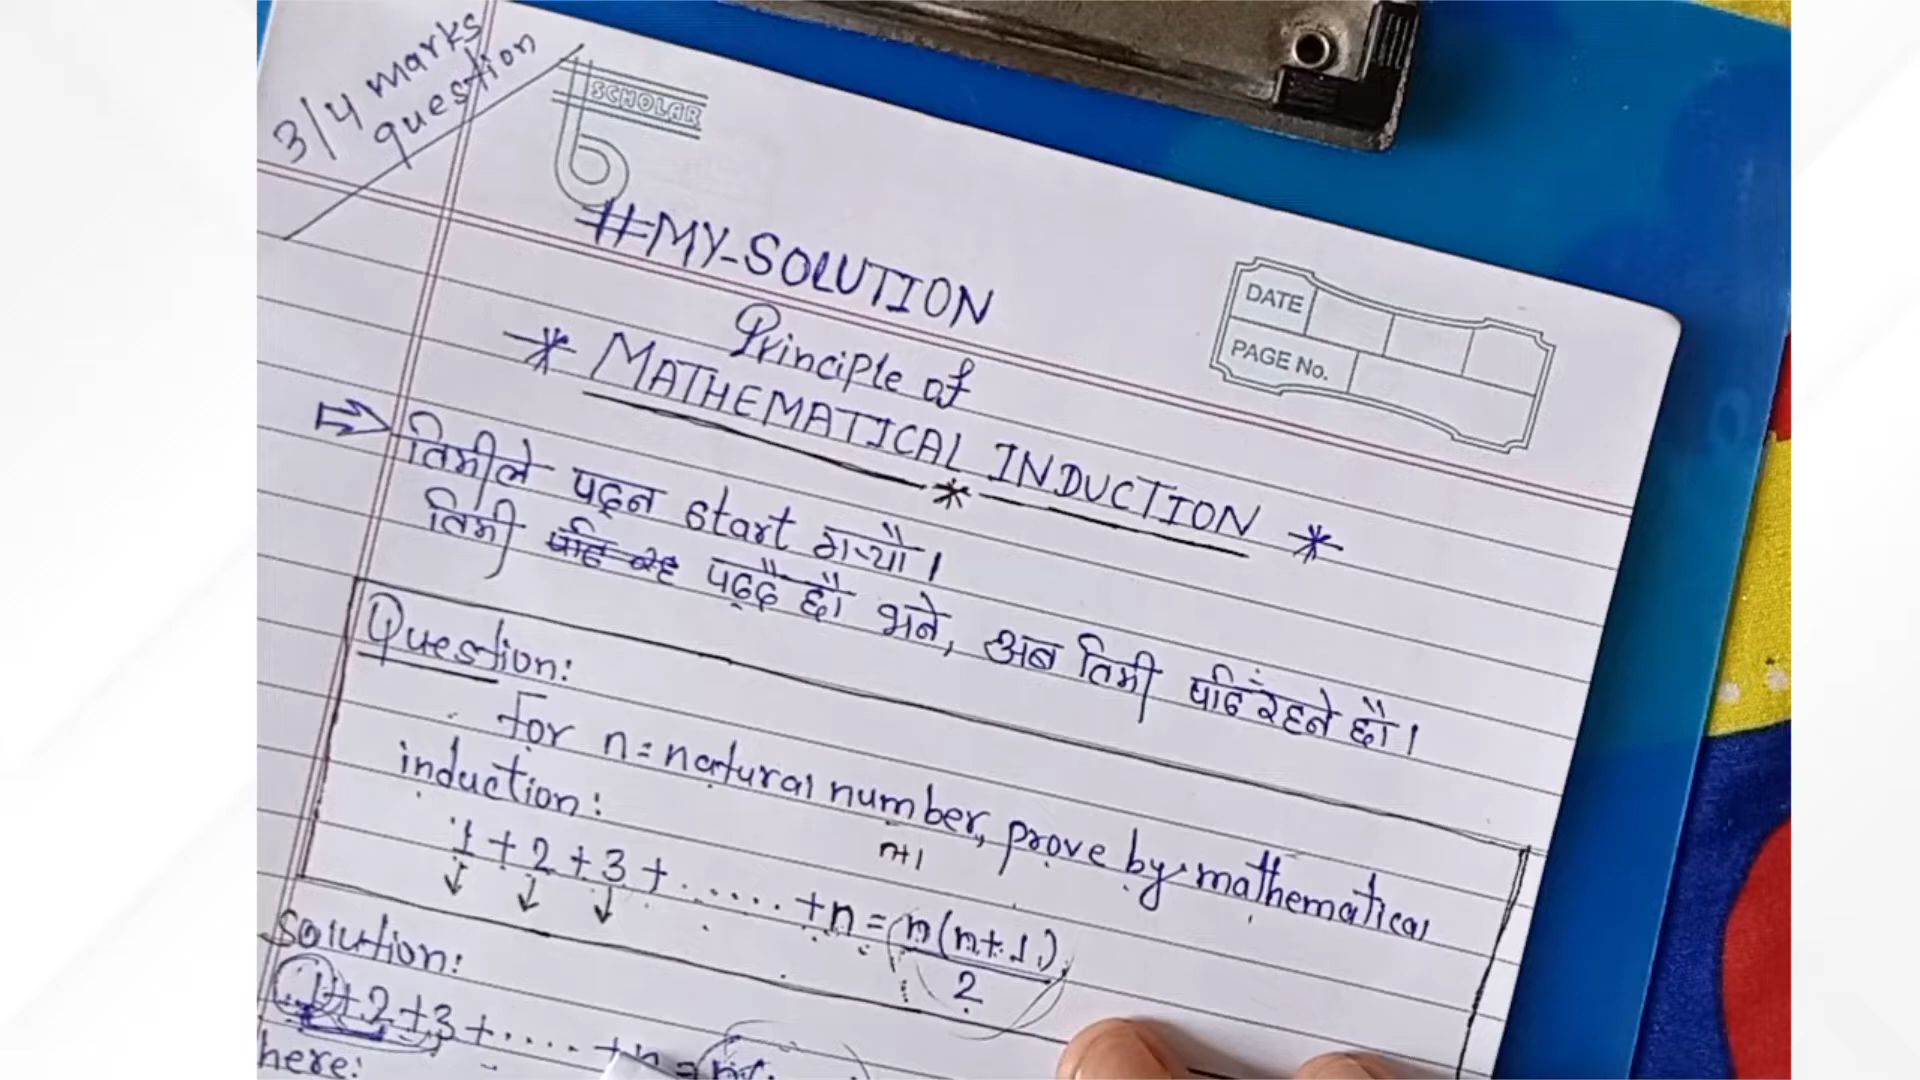 3/4 marks
question
SCHOLAR
#MY-SOLUTION
DATE
PAGE No.
Principle of
* MATHEMATICAL INDUCTION *
*
⇒ तिमीले पढ्न start गर्‍यौ।
तिमी पढ्दै छौ भने, अब तिमी पढिरहने छौ।
Question:
For n = natural number, prove by mathematical
induction:
n+1
1 + 2 + 3 + ...... + n = n(n+1)/2
Solution:
1+2+3+..... + n =
here: